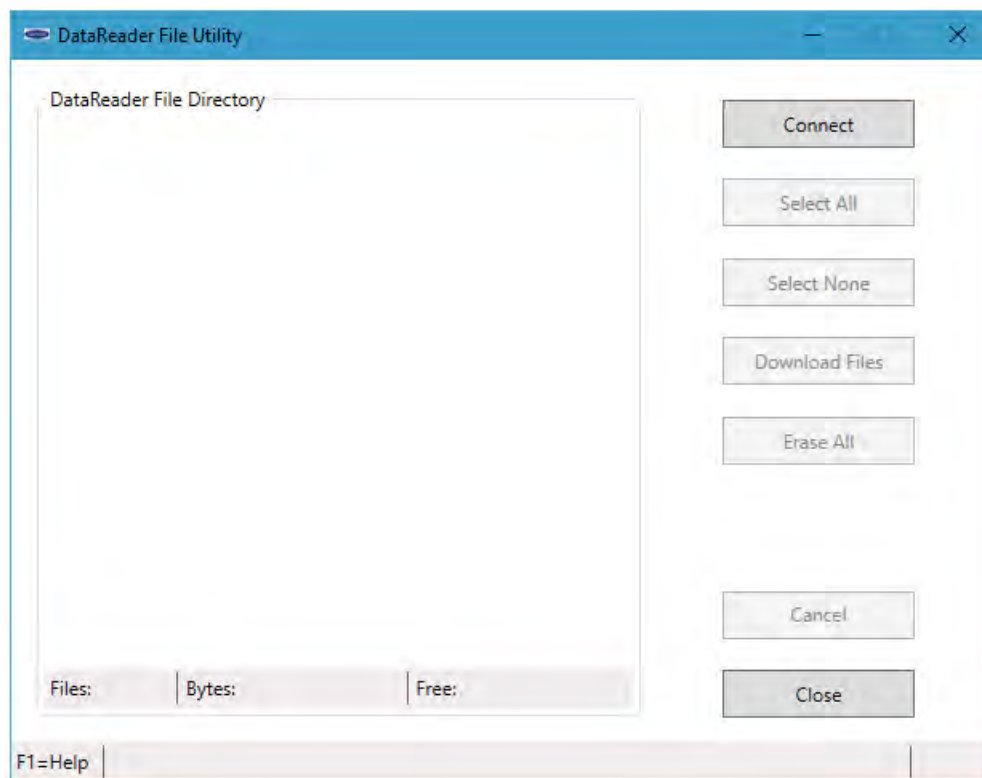 DataReader File Utility
DataReader File Directory
Connect
Select All
Select None
Download Files
Erase All
Cancel
Files: Bytes: Free:
Close
F1=Help